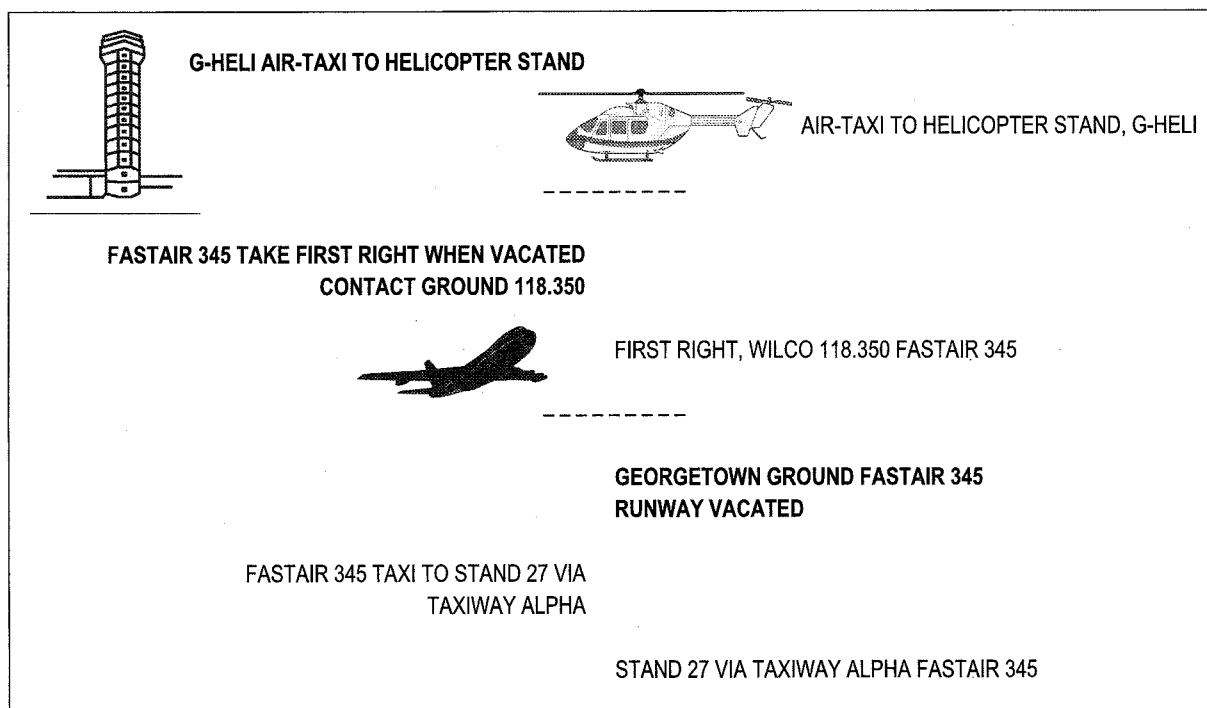 G-HELI AIR-TAXI TO HELICOPTER STAND
AIR-TAXI TO HELICOPTER STAND, G-HELI
FASTAIR 345 TAKE FIRST RIGHT WHEN VACATED
CONTACT GROUND 118.350
FIRST RIGHT, WILCO 118.350 FASTAIR 345
GEORGETOWN GROUND FASTAIR 345
RUNWAY VACATED
FASTAIR 345 TAXI TO STAND 27 VIA
TAXIWAY ALPHA
STAND 27 VIA TAXIWAY ALPHA FASTAIR 345